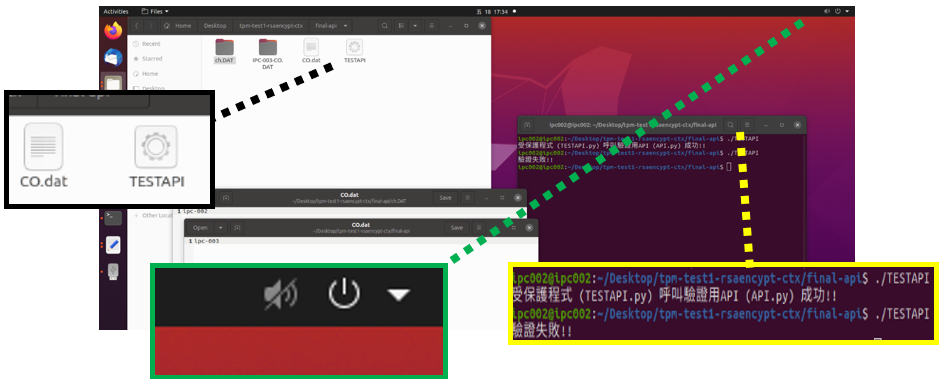 Activities
Files
五 18 17:34
Home
Desktop
tpm-test1-rsaencypt-ctx
final-api
Recent
Starred
Home
Desktop
Other Locat
ch.DAT
IPC-003-CO.DAT
CO.dat
TESTAPI
CO.dat
TESTAPI
ipc002@ipc002: ~/Desktop/tpm-test1-rsaencypt-ctx/final-api
ipc002@ipc002:~/Desktop/tpm-test1-rsaencypt-ctx/final-api$ ./TESTAPI
受保護程式 (TESTAPI.py) 呼叫驗證用API (API.py) 成功!!
ipc002@ipc002:~/Desktop/tpm-test1-rsaencypt-ctx/final-api$ ./TESTAPI
驗證失敗!!
ipc002@ipc002:~/Desktop/tpm-test1-rsaencypt-ctx/final-api$
CO.dat
~/Desktop/tpm-test1-rsaencypt-ctx/final-api/ch.DAT
Save
1 ipc-002
Open
CO.dat
~/Desktop/tpm-test1-rsaencypt-ctx/final-api
Save
1 ipc-003
ipc002@ipc002:~/Desktop/tpm-test1-rsaencypt-ctx/final-api$ ./TESTAPI
受保護程式 (TESTAPI.py) 呼叫驗證用API (API.py) 成功!!
ipc002@ipc002:~/Desktop/tpm-test1-rsaencypt-ctx/final-api$ ./TESTAPI
驗證失敗!!